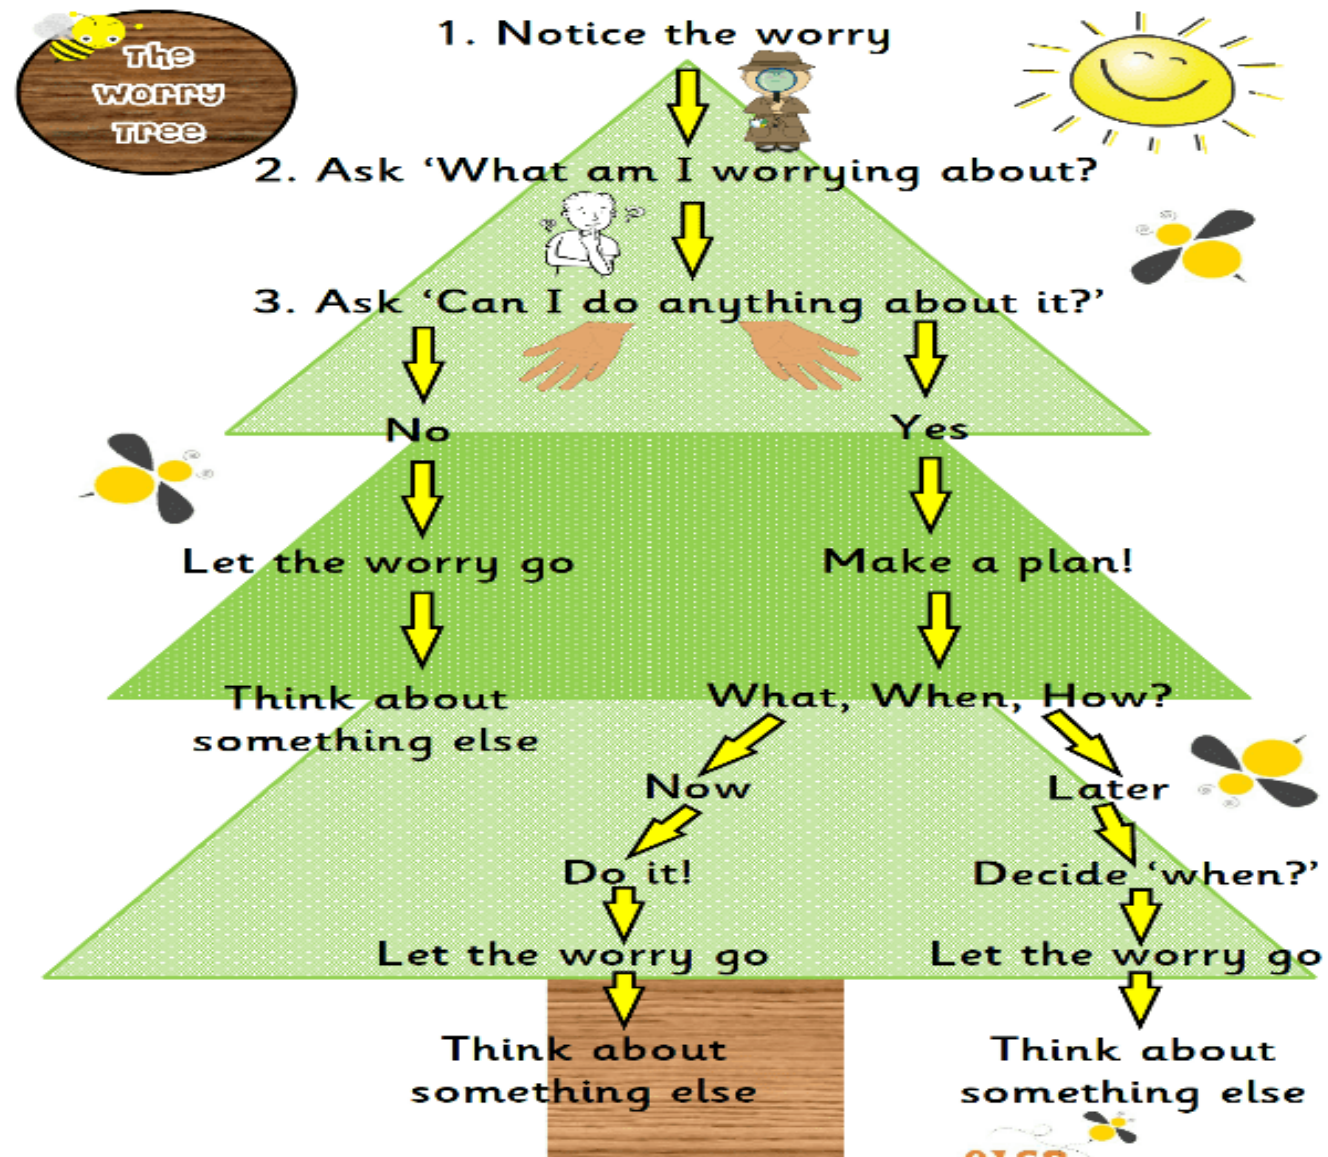 The
Worry
Tree
1. Notice the worry
2. Ask ‘What am I worrying about?
3. Ask ‘Can I do anything about it?’
No
Yes
Let the worry go
Make a plan!
Think about
something else
What, When, How?
Now
Later
Do it!
Decide ‘when?’
Let the worry go
Let the worry go
Think about
something else
Think about
something else